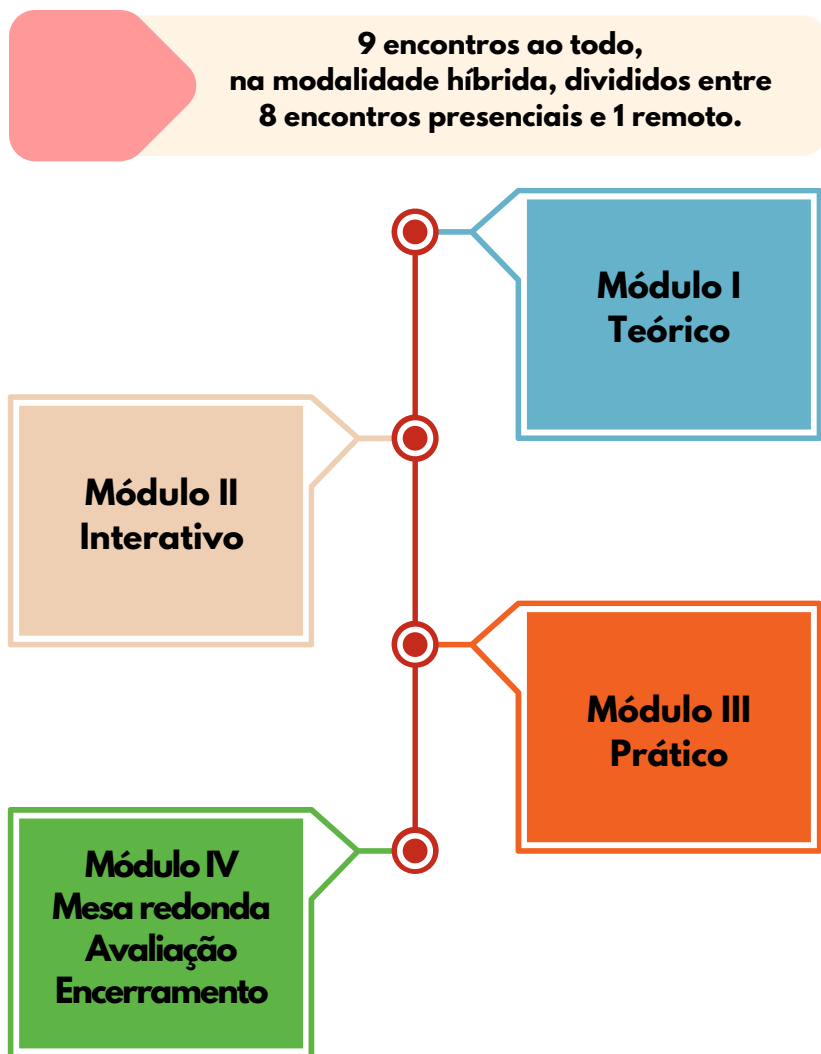 9 encontros ao todo,
na modalidade híbrida, divididos entre
8 encontros presenciais e 1 remoto.
Módulo I
Teórico
Módulo II
Interativo
Módulo III
Prático
Módulo IV
Mesa redonda
Avaliação
Encerramento